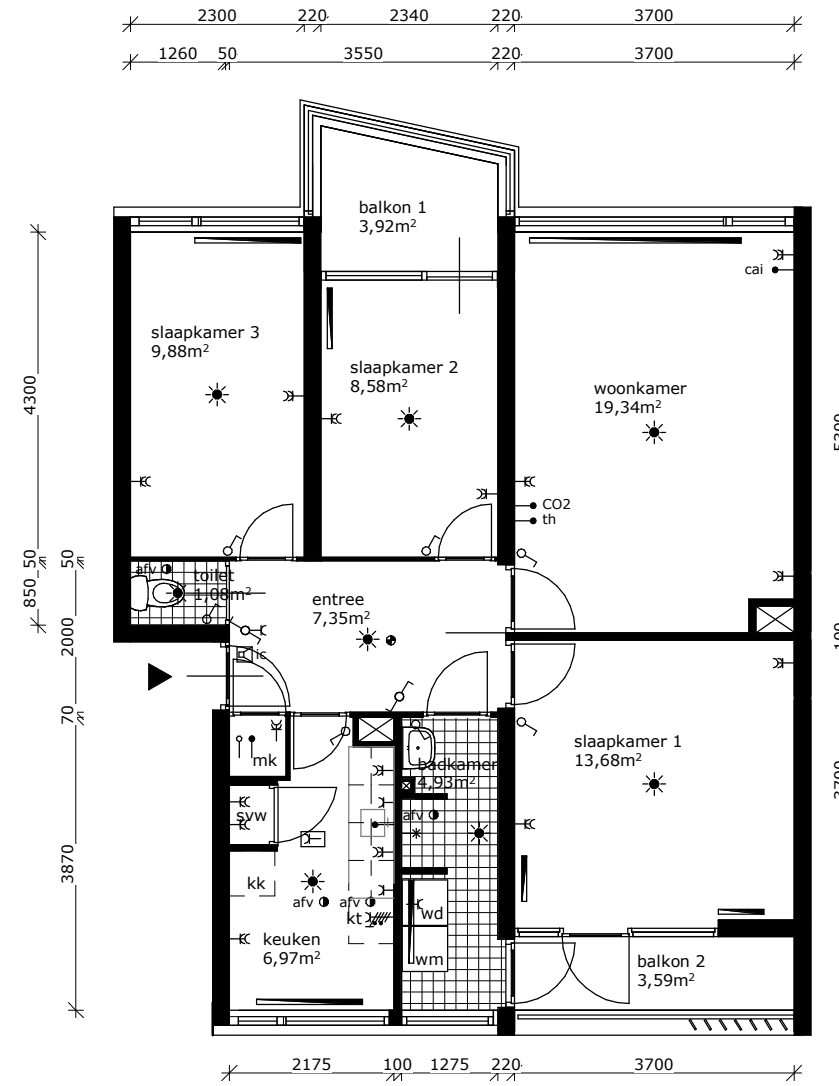 2300 220 2340 220 3700
1260 50 3550 220 3700
balkon 1
3,92m²
cai
slaapkamer 3
9,88m²
slaapkamer 2
8,58m²
woonkamer
19,34m²
4300
5300
CO2
th
50
50
afv
toilet
1,08m²
850
entree
7,35m²
2000
100
ic
70
mk
slaapkamer 1
13,68m²
badkamer
4,93m²
3700
svw
afv
3870
kk
afv
afv
kt
wd
keuken
6,97m²
wm
balkon 2
3,59m²
2175 100 1275 220 3700